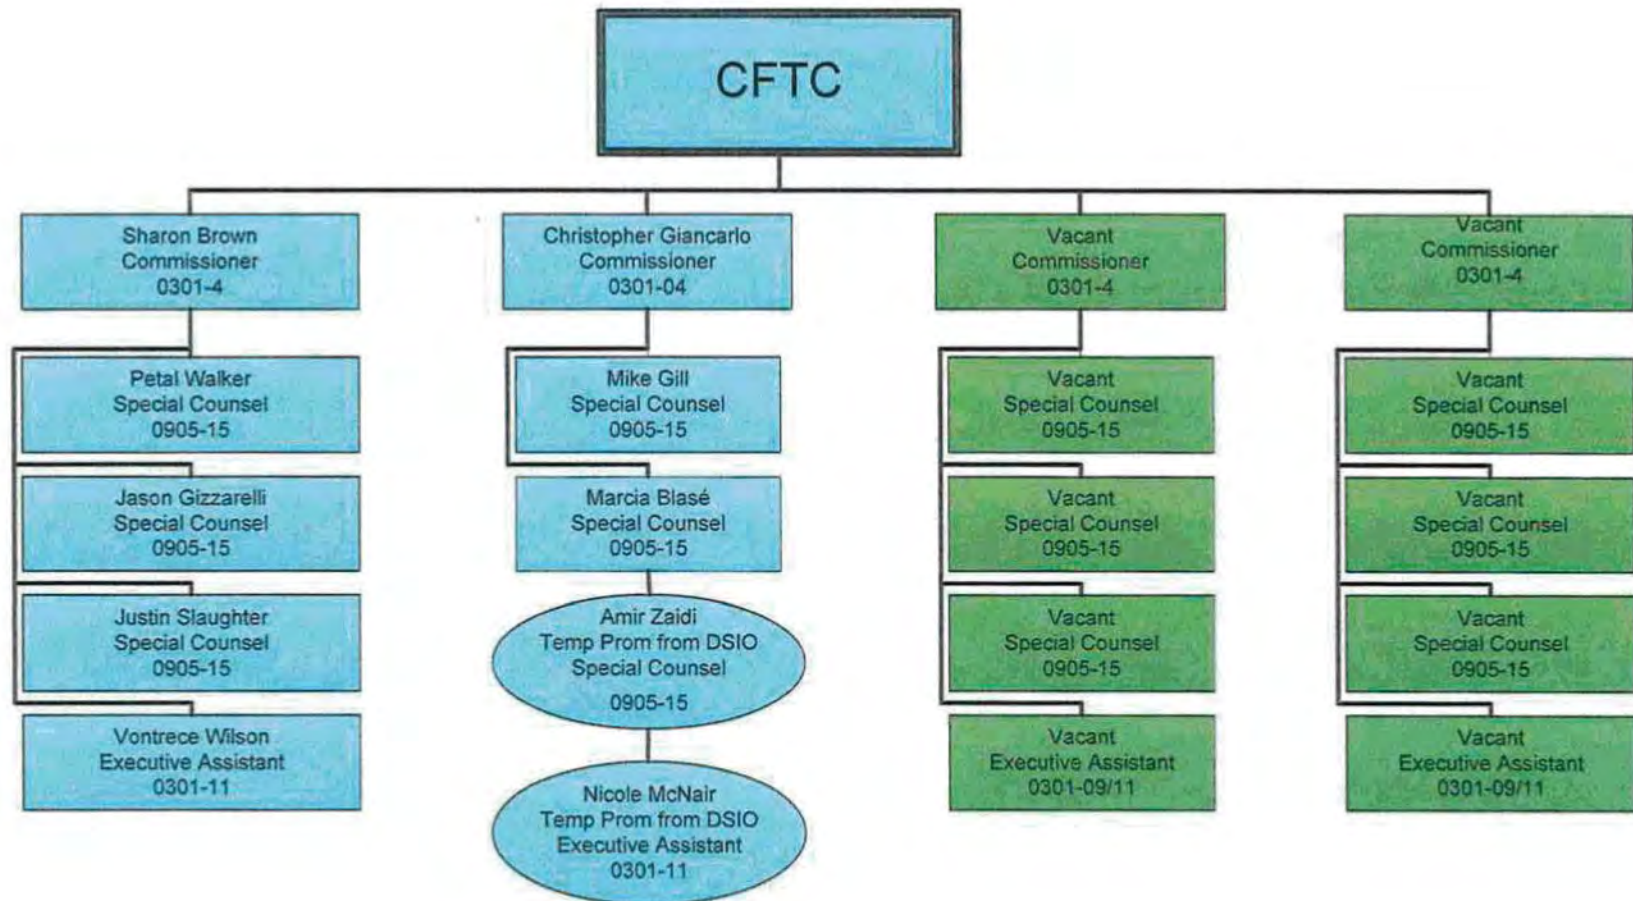 CFTC
Sharon Brown
Commissioner
0301-4
Christopher Giancarlo
Commissioner
0301-04
Vacant
Commissioner
0301-4
Vacant
Commissioner
0301-4
Petal Walker
Special Counsel
0905-15
Mike Gill
Special Counsel
0905-15
Vacant
Special Counsel
0905-15
Vacant
Special Counsel
0905-15
Jason Gizzarelli
Special Counsel
0905-15
Marcia Blasé
Special Counsel
0905-15
Vacant
Special Counsel
0905-15
Vacant
Special Counsel
0905-15
Justin Slaughter
Special Counsel
0905-15
Amir Zaidi
Temp Prom from DSIO
Special Counsel
0905-15
Vacant
Special Counsel
0905-15
Vacant
Special Counsel
0905-15
Vontrece Wilson
Executive Assistant
0301-11
Nicole McNair
Temp Prom from DSIO
Executive Assistant
0301-11
Vacant
Executive Assistant
0301-09/11
Vacant
Executive Assistant
0301-09/11